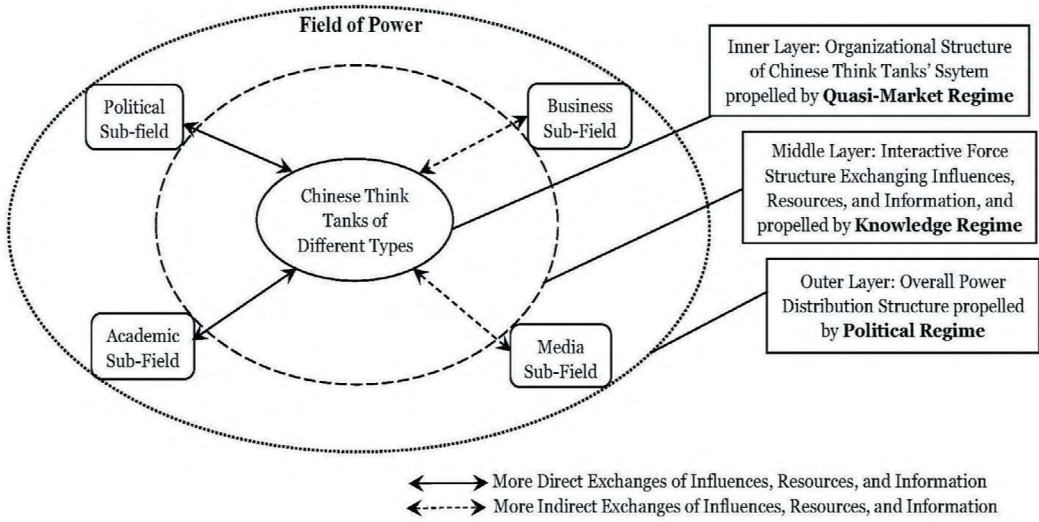 Field of Power
Political
Sub-field
Business
Sub-Field
Chinese Think
Tanks of
Different Types
Academic
Sub-Field
Media
Sub-Field
Inner Layer: Organizational Structure
of Chinese Think Tanks' Ssytem
propelled by Quasi-Market Regime
Middle Layer: Interactive Force
Structure Exchanging Influences,
Resources, and Information, and
propelled by Knowledge Regime
Outer Layer: Overall Power
Distribution Structure propelled
by Political Regime
More Direct Exchanges of Influences, Resources, and Information
More Indirect Exchanges of Influences, Resources, and Information